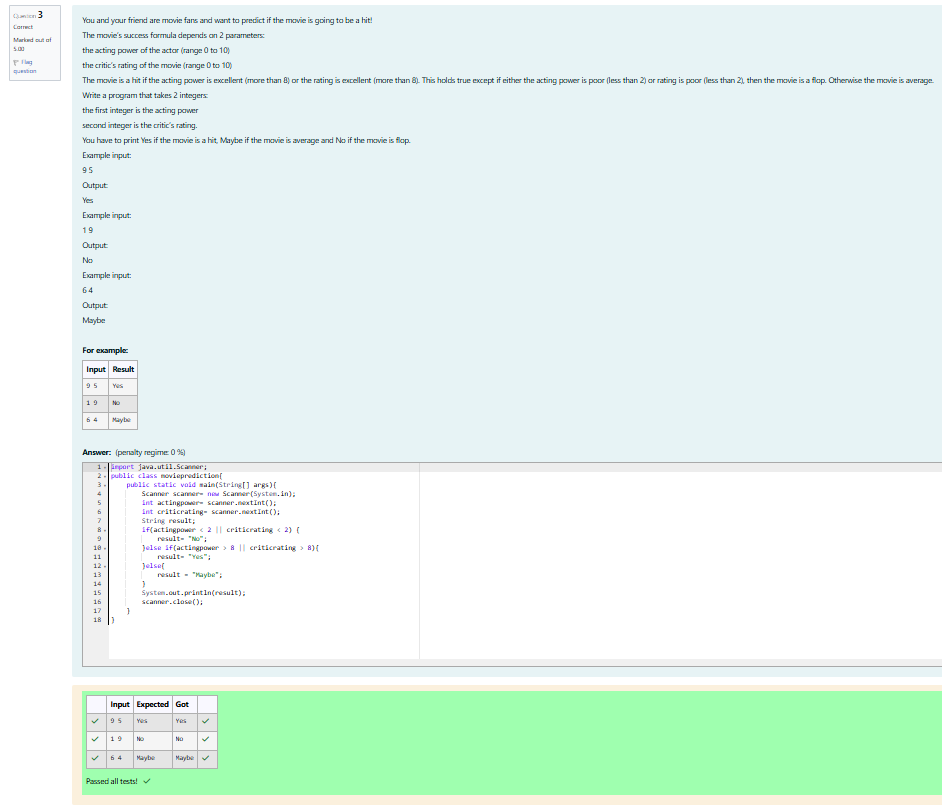 Question 3
Correct
Marked out of
5.00
Flag
question
You and your friend are movie fans and want to predict if the movie is going to be a hit!
The movie's success formula depends on 2 parameters:
the acting power of the actor (range 0 to 10)
the critic's rating of the movie (range 0 to 10)
The movie is a hit if the acting power is excellent (more than 8) or the rating is excellent (more than 8). This holds true except if either the acting power is poor (less than 2) or rating is poor (less than 2), then the movie is a flop. Otherwise the movie is average.
Write a program that takes 2 integers:
the first integer is the acting power
second integer is the critic's rating.
You have to print Yes if the movie is a hit, Maybe if the movie is average and No if the movie is flop.
Example input:
9 5
Output:
Yes
Example input:
1 9
Output:
No
Example input:
6 4
Output:
Maybe
For example:
Input Result
9 5 Yes
1 9 No
6 4 Maybe
Answer: (penalty regime: 0 %)
1 import java.util.Scanner;
2 public class movieprediction{
3 public static void main(String[] args){
4 Scanner scanner= new Scanner(System.in);
5 int actingpower= scanner.nextInt();
6 int criticrating= scanner.nextInt();
7 String result;
8 if(actingpower < 2 || criticrating < 2) {
9 result= "No";
10 }else if(actingpower > 8 || criticrating > 8){
11 result= "Yes";
12 }else{
13 result = "Maybe";
14 }
15 System.out.println(result);
16 scanner.close();
17 }
18 }
Input Expected Got
✓ 9 5 Yes Yes ✓
✓ 1 9 No No ✓
✓ 6 4 Maybe Maybe ✓
Passed all tests! ✓